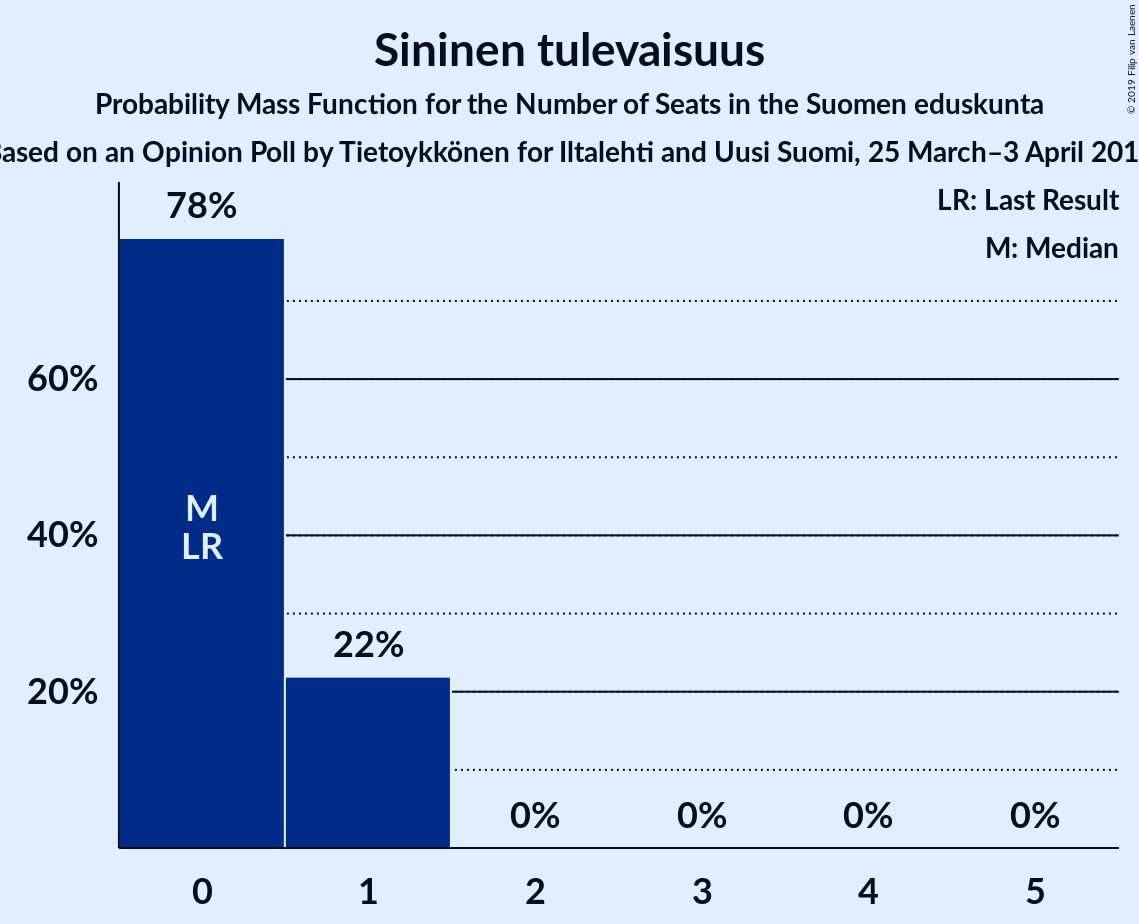 Sininen tulevaisuus
Probability Mass Function for the Number of Seats in the Suomen eduskunta
ased on an Opinion Poll by Tietoykkönen for Iltalehti and Uusi Suomi, 25 March–3 April 201
© 2019 Filip van Laenen
LR: Last Result
M: Median
78%
60%
40%
20%
M
LR
22%
0%
0%
0%
0%
0
1
2
3
4
5